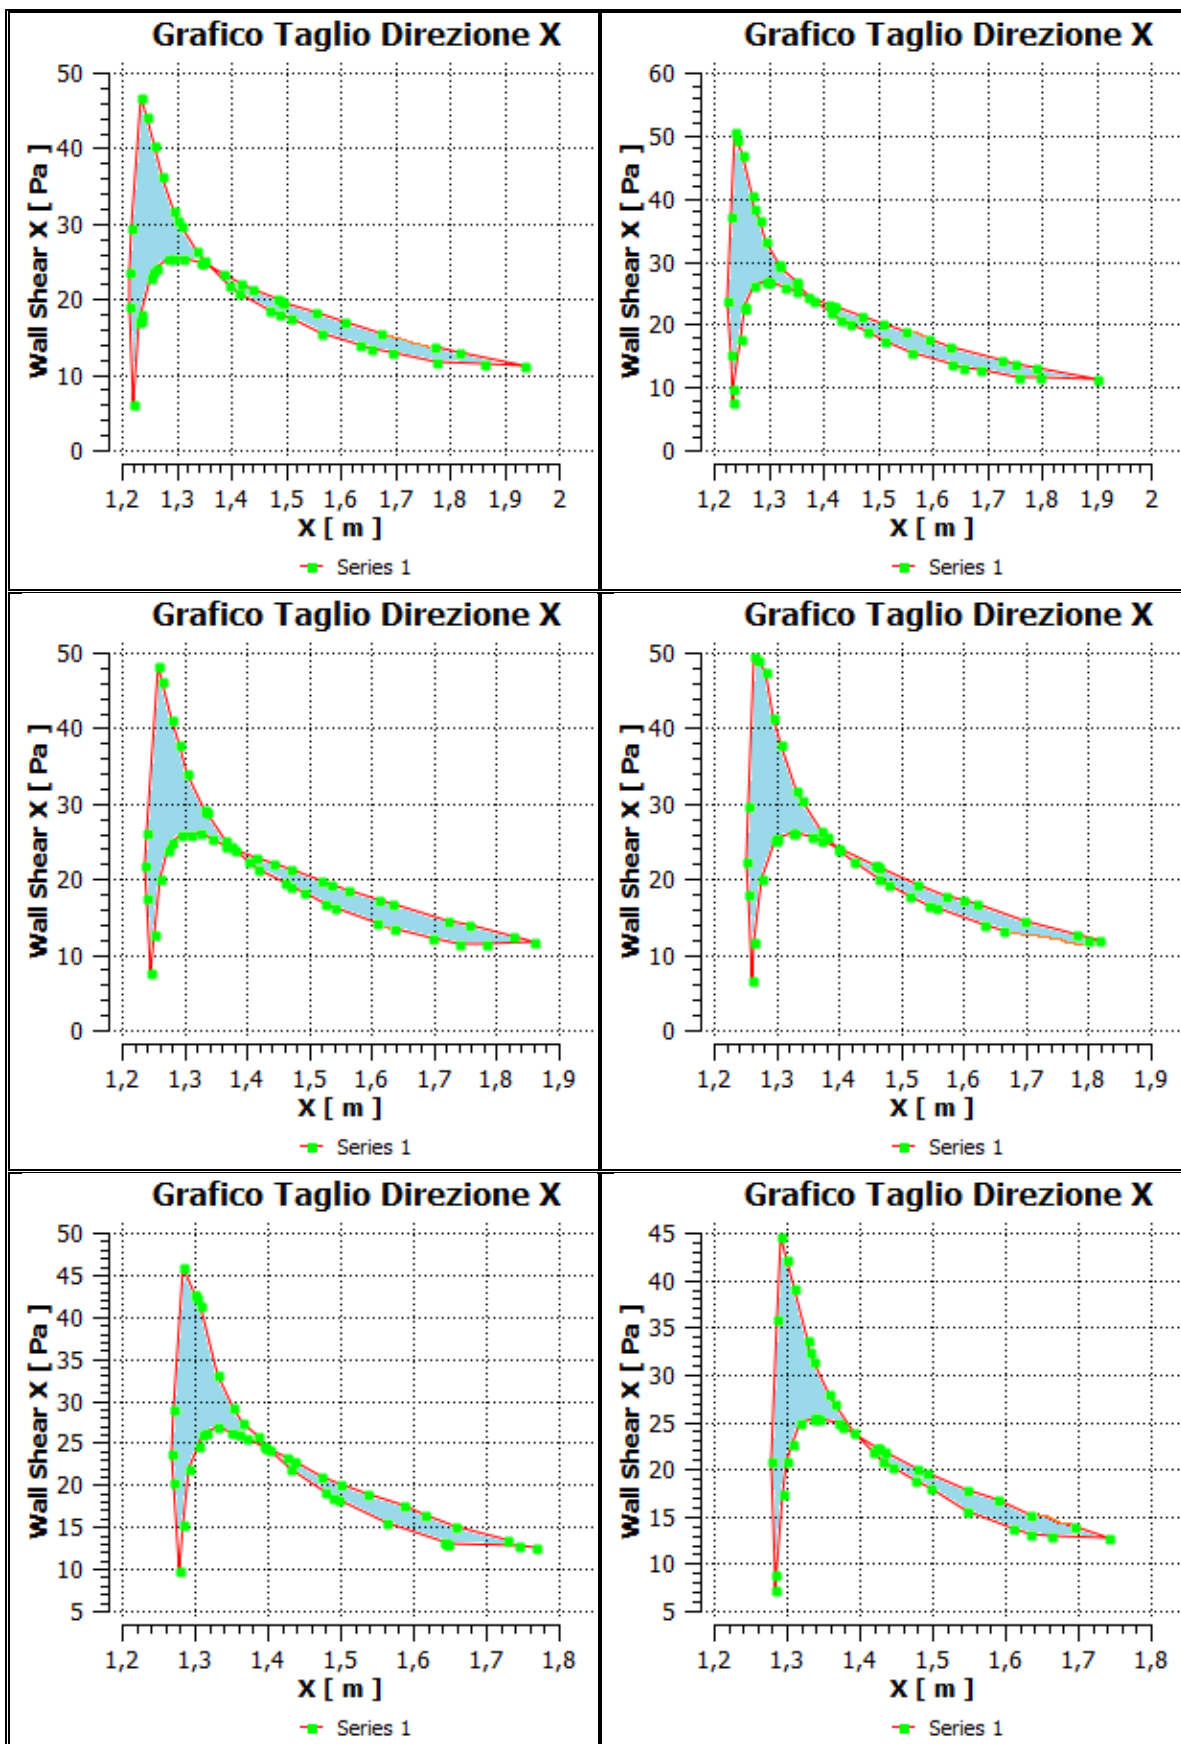 Grafico Taglio Direzione X
Wall Shear X [ Pa ]
50
40
30
20
10
0
1,2 1,3 1,4 1,5 1,6 1,7 1,8 1,9 2
X [ m ]
Series 1
Grafico Taglio Direzione X
Wall Shear X [ Pa ]
60
50
40
30
20
10
0
1,2 1,3 1,4 1,5 1,6 1,7 1,8 1,9 2
X [ m ]
Series 1
Grafico Taglio Direzione X
Wall Shear X [ Pa ]
50
40
30
20
10
0
1,2 1,3 1,4 1,5 1,6 1,7 1,8 1,9
X [ m ]
Series 1
Grafico Taglio Direzione X
Wall Shear X [ Pa ]
50
40
30
20
10
0
1,2 1,3 1,4 1,5 1,6 1,7 1,8 1,9
X [ m ]
Series 1
Grafico Taglio Direzione X
Wall Shear X [ Pa ]
50
45
40
35
30
25
20
15
10
5
1,2 1,3 1,4 1,5 1,6 1,7 1,8
X [ m ]
Series 1
Grafico Taglio Direzione X
Wall Shear X [ Pa ]
45
40
35
30
25
20
15
10
5
1,2 1,3 1,4 1,5 1,6 1,7 1,8
X [ m ]
Series 1